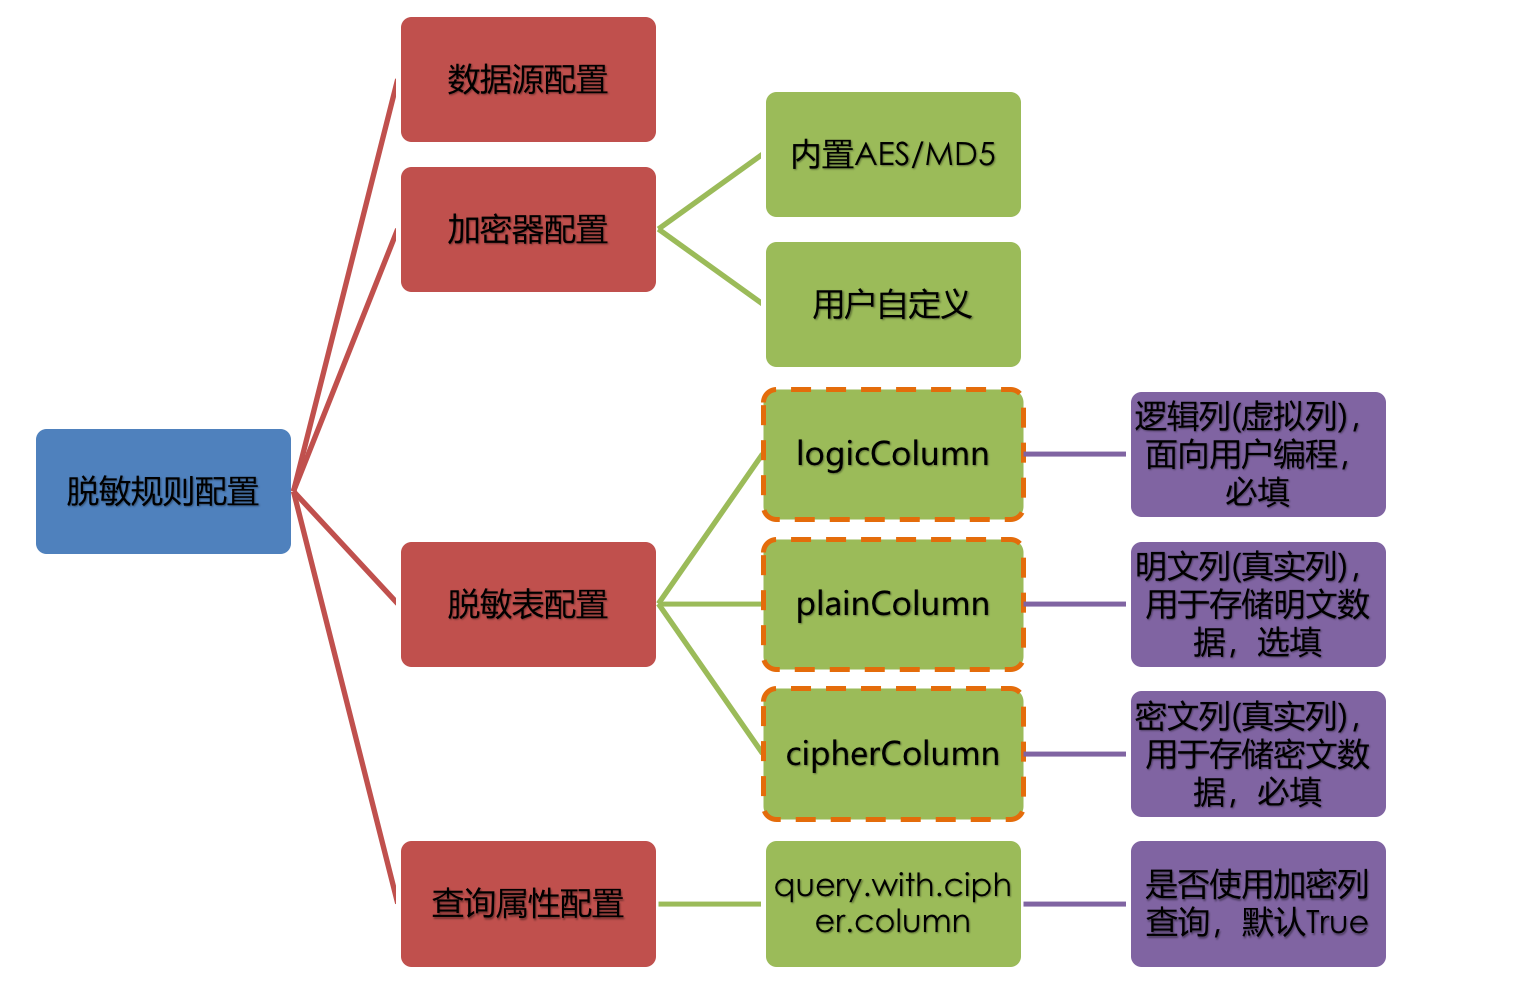 脱敏规则配置
数据源配置
加密器配置
内置AES/MD5
用户自定义
脱敏表配置
logicColumn
逻辑列(虚拟列)，
面向用户编程，
必填
plainColumn
明文列(真实列)，
用于存储明文数
据，选填
cipherColumn
密文列(真实列)，
用于存储密文数
据，必填
查询属性配置
query.with.ciph
er.column
是否使用加密列
查询，默认True